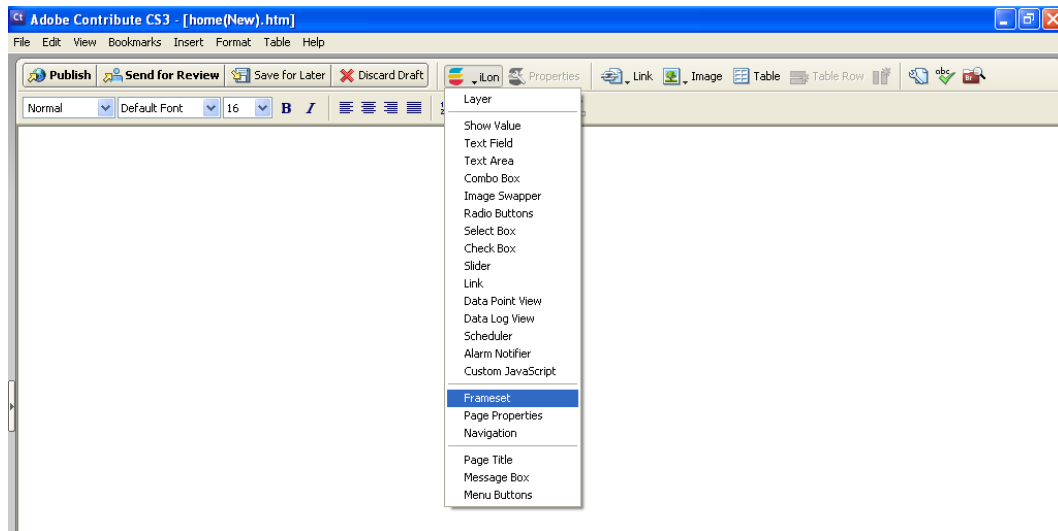 Ct Adobe Contribute CS3 - [home(New).htm]
File Edit View Bookmarks Insert Format Table Help
Publish Send for Review Save for Later Discard Draft iLon Properties Link Image Table Table Row abc Br
Normal Default Font 16 B I
Layer
Show Value
Text Field
Text Area
Combo Box
Image Swapper
Radio Buttons
Select Box
Check Box
Slider
Link
Data Point View
Data Log View
Scheduler
Alarm Notifier
Custom JavaScript
Frameset
Page Properties
Navigation
Page Title
Message Box
Menu Buttons